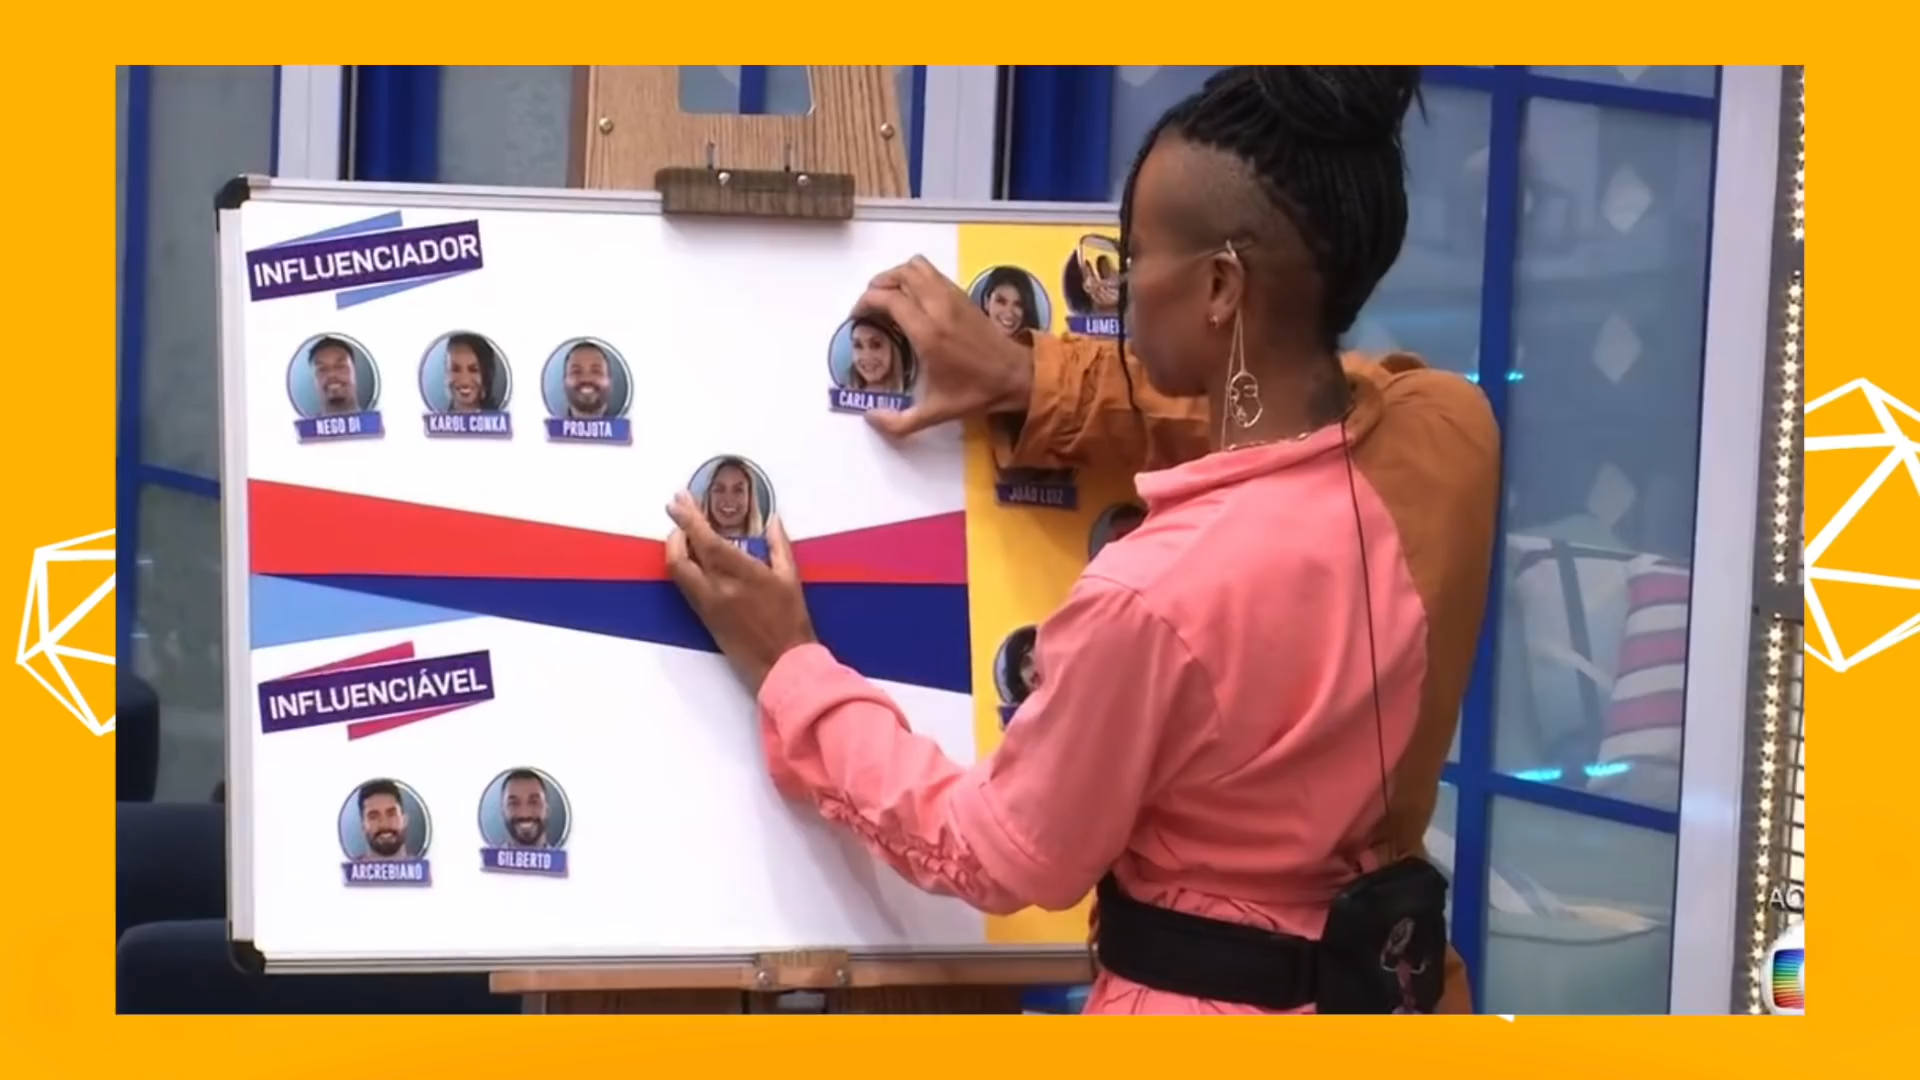 INFLUENCIADOR
NEGO DI
KAROL CONKA
PROJOTA
CARLA DIAZ
JOÃO LUIZ
INFLUENCIÁVEL
ARCREBIANO
GILBERTO